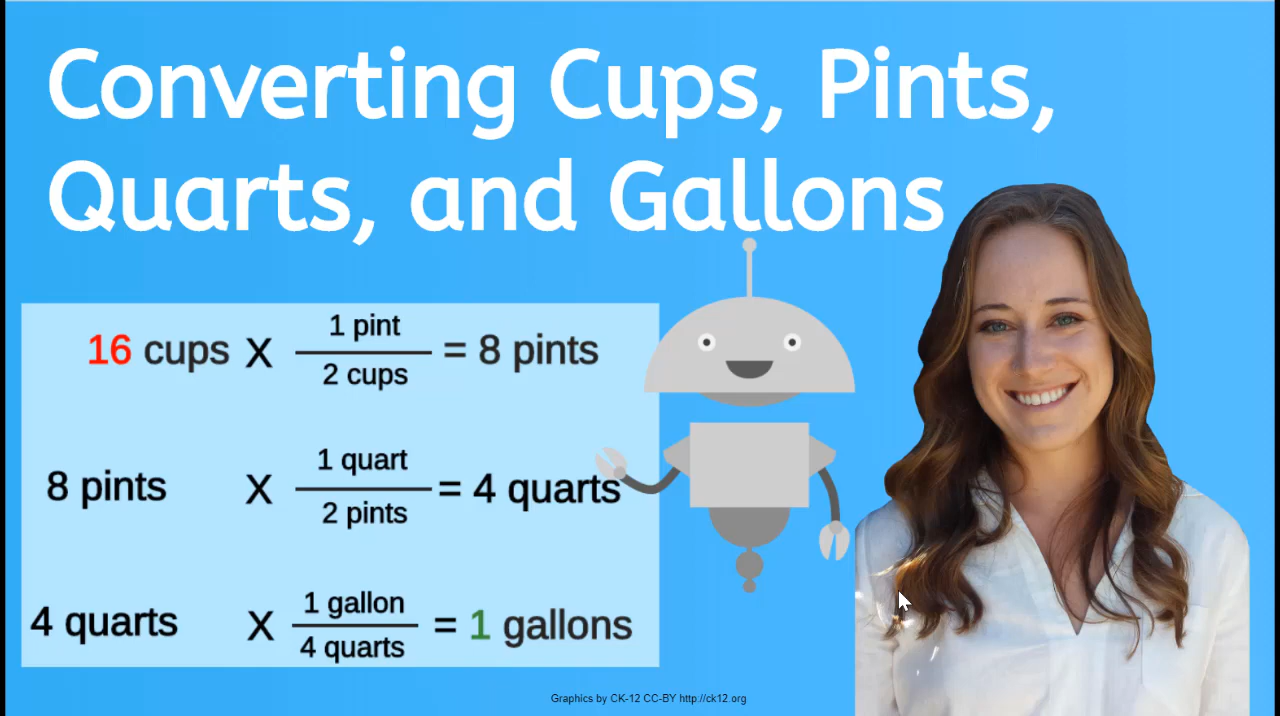 Converting Cups, Pints,
Quarts, and Gallons
16 cups X 1 pint = 8 pints
2 cups
8 pints X 1 quart = 4 quarts
2 pints
4 quarts X 1 gallon = 1 gallons
4 quarts
Graphics by CK-12 CC-BY http://ck12.org